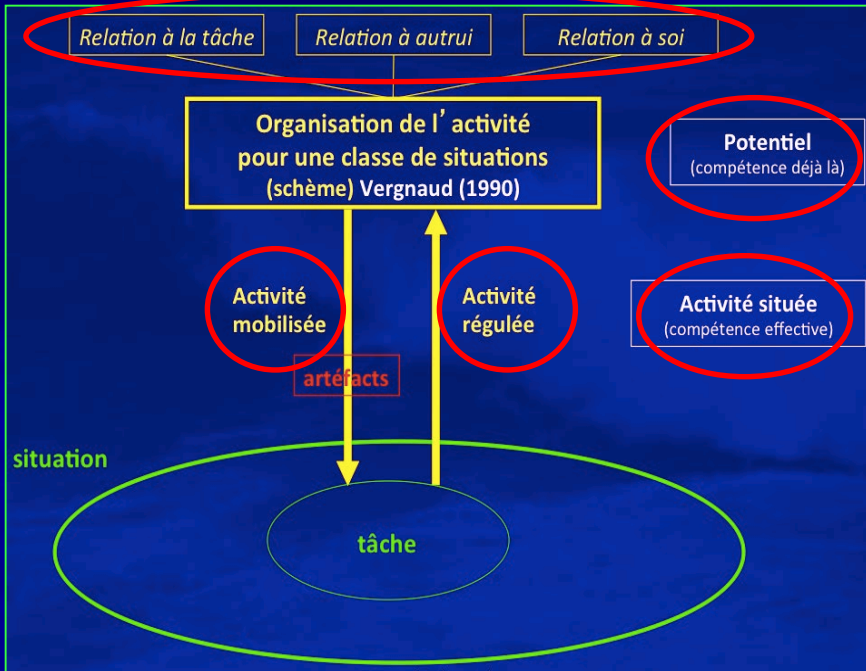 Relation à la tâche
Relation à autrui
Relation à soi
Organisation de l'activité
pour une classe de situations
(schème) Vergnaud (1990)
Potentiel
(compétence déjà là)
Activité
mobilisée
Activité
régulée
Activité située
(compétence effective)
artéfacts
situation
tâche